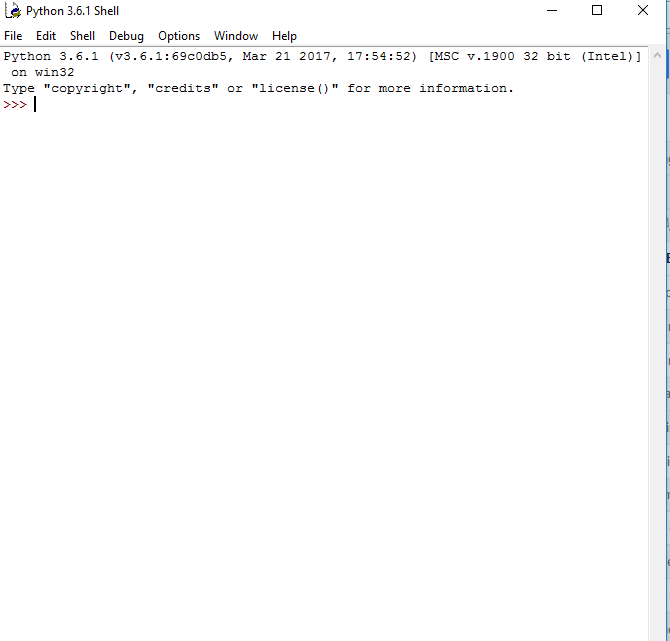 Python 3.6.1 Shell
File Edit Shell Debug Options Window Help
Python 3.6.1 (v3.6.1:69c0db5, Mar 21 2017, 17:54:52) [MSC v.1900 32 bit (Intel)]
on win32
Type "copyright", "credits" or "license()" for more information.
>>>